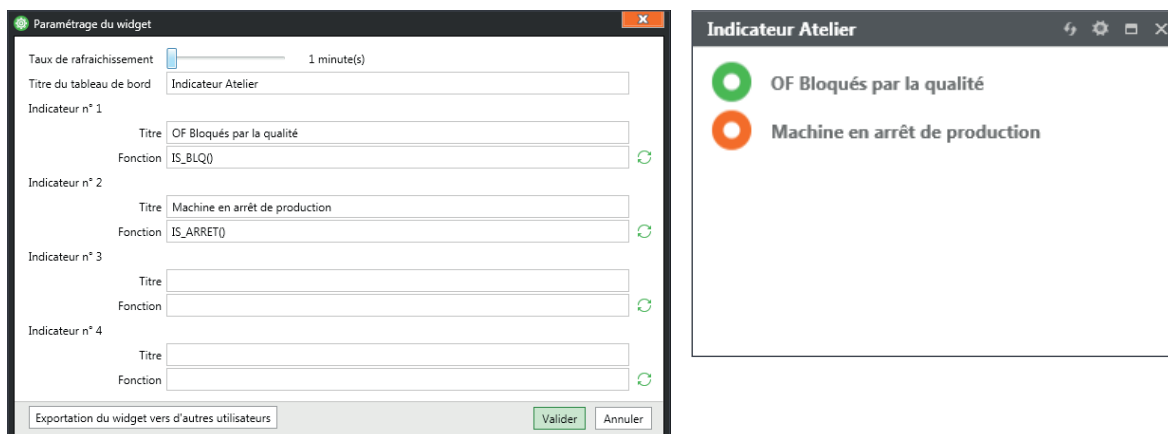 Paramétrage du widget
Taux de rafraichissement 1 minute(s)
Titre du tableau de bord Indicateur Atelier
Indicateur n° 1
Titre OF Bloqués par la qualité
Fonction IS_BLQ()
Indicateur n° 2
Titre Machine en arrêt de production
Fonction IS_ARRET()
Indicateur n° 3
Titre
Fonction
Indicateur n° 4
Titre
Fonction
Exportation du widget vers d'autres utilisateurs Valider Annuler
Indicateur Atelier
OF Bloqués par la qualité
Machine en arrêt de production